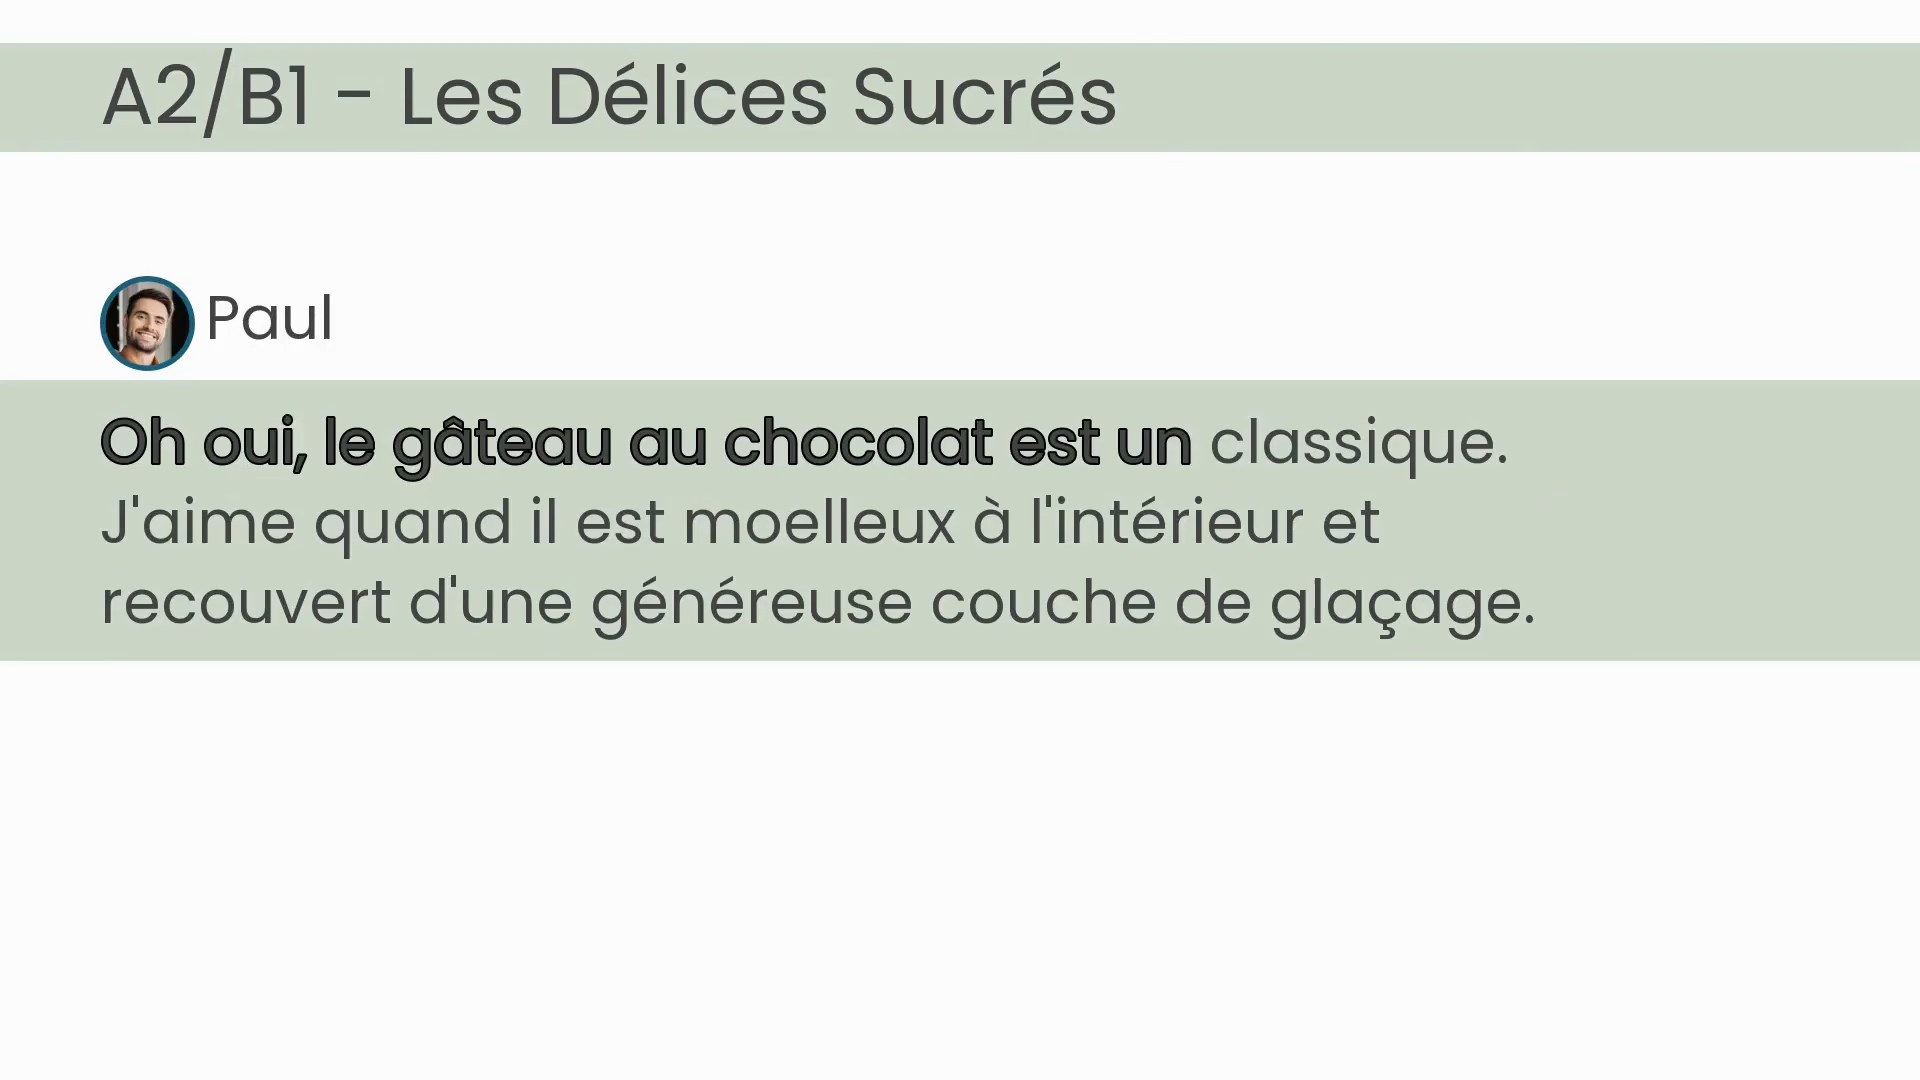 A2/B1 - Les Délices Sucrés
Paul
Oh oui, le gâteau au chocolat est un classique.
J'aime quand il est moelleux à l'intérieur et
recouvert d'une généreuse couche de glaçage.